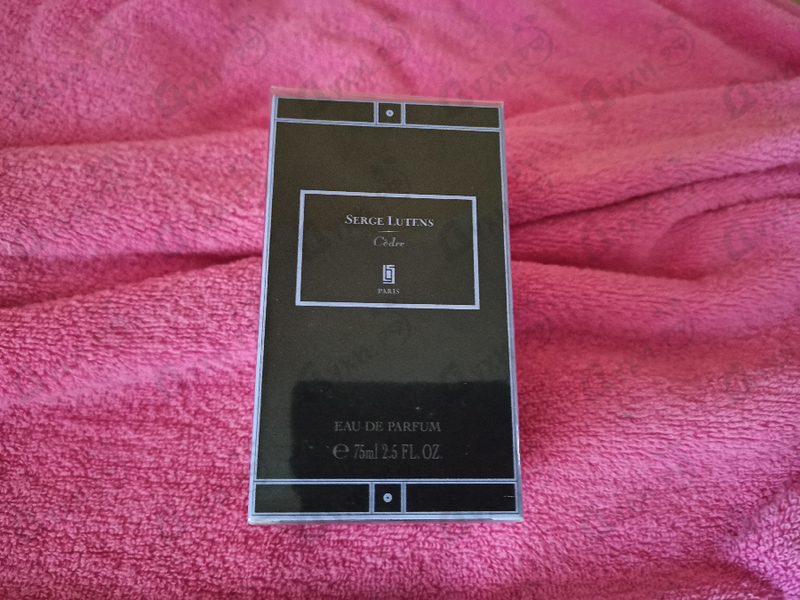 SERGE LUTENS
Cèdre
PARIS
EAU DE PARFUM
℮ 75ml 2.5 FL. OZ.